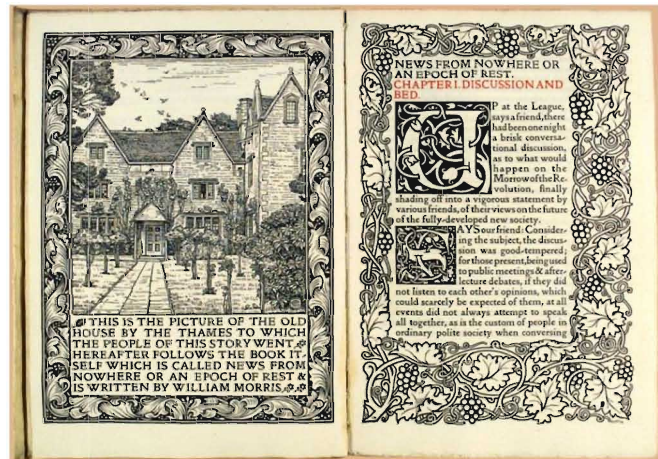 THIS IS THE PICTURE OF THE OLD
HOUSE BY THE THAMES TO WHICH
THE PEOPLE OF THIS STORY WENT
HEREAFTER FOLLOWS THE BOOK IT-
SELF WHICH IS CALLED NEWS FROM
NOWHERE OR AN EPOCH OF REST &
IS WRITTEN BY WILLIAM MORRIS
NEWS FROM NOWHERE OR
AN EPOCH OF REST.
CHAPTER I. DISCUSSION AND
BED.
UP at the League,
says a friend, there
had been one night
a brisk conversa-
tional discussion,
as to what would
happen on the
Morrow of the Re-
volution, finally
shading off into a vigorous statement by
various friends, of their views on the future
of the fully-developed new society.
SAYS our friend: Consider-
ing the subject, the discus-
sion was good-tempered;
for those present, being used
to public meetings & after-
lecture debates, if they did
not listen to each other's opinions, which
could scarcely be expected of them, at all
events did not always attempt to speak
all together, as is the custom of people in
ordinary polite society when conversing